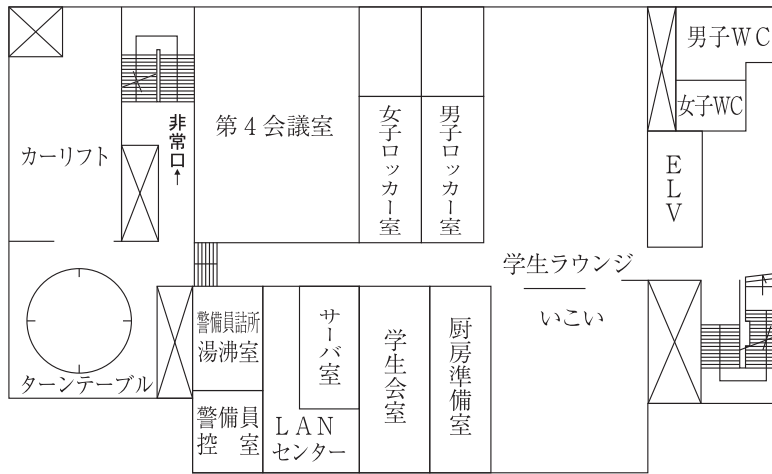 男子WC
女子WC
ELV
カーリフト
非常口↑
第4会議室
女子ロッカー室
男子ロッカー室
学生ラウンジ
いこい
ターンテーブル
警備員詰所
湯沸室
警備員
控室
LAN
センター
サーバ室
学生会室
厨房準備室